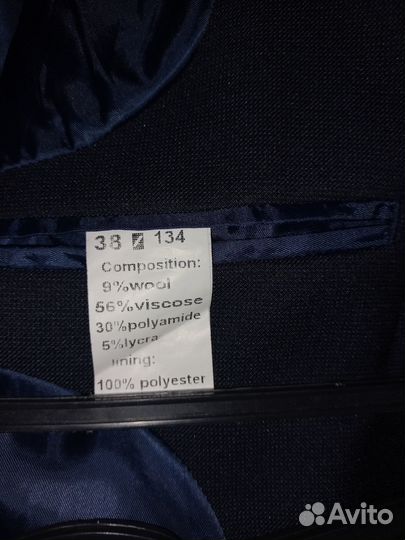 38 134
Composition:
9%wool
56%viscose
30%polyamide
5%lycra
lining:
100% polyester
Avito